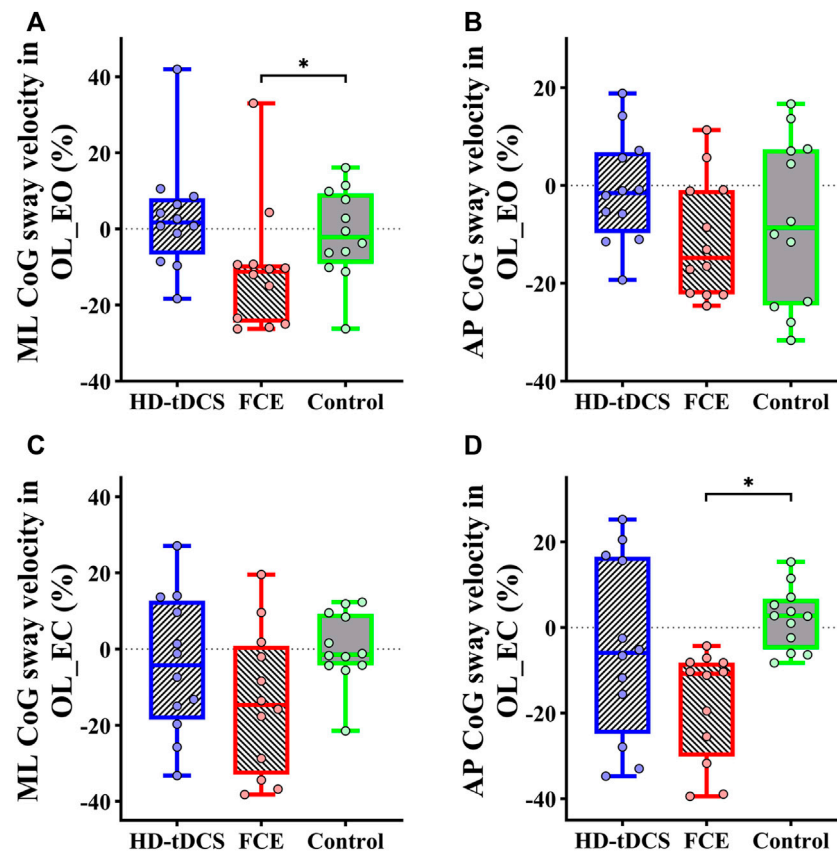 A
ML CoG sway velocity in
OL_EO (%)
40
20
0
-20
-40
*
HD-tDCS FCE Control
B
AP CoG sway velocity in
OL_EO (%)
20
0
-20
-40
HD-tDCS FCE Control
C
ML CoG sway velocity in
OL_EC (%)
40
20
0
-20
-40
HD-tDCS FCE Control
D
AP CoG sway velocity in
OL_EC (%)
20
0
-20
-40
*
HD-tDCS FCE Control